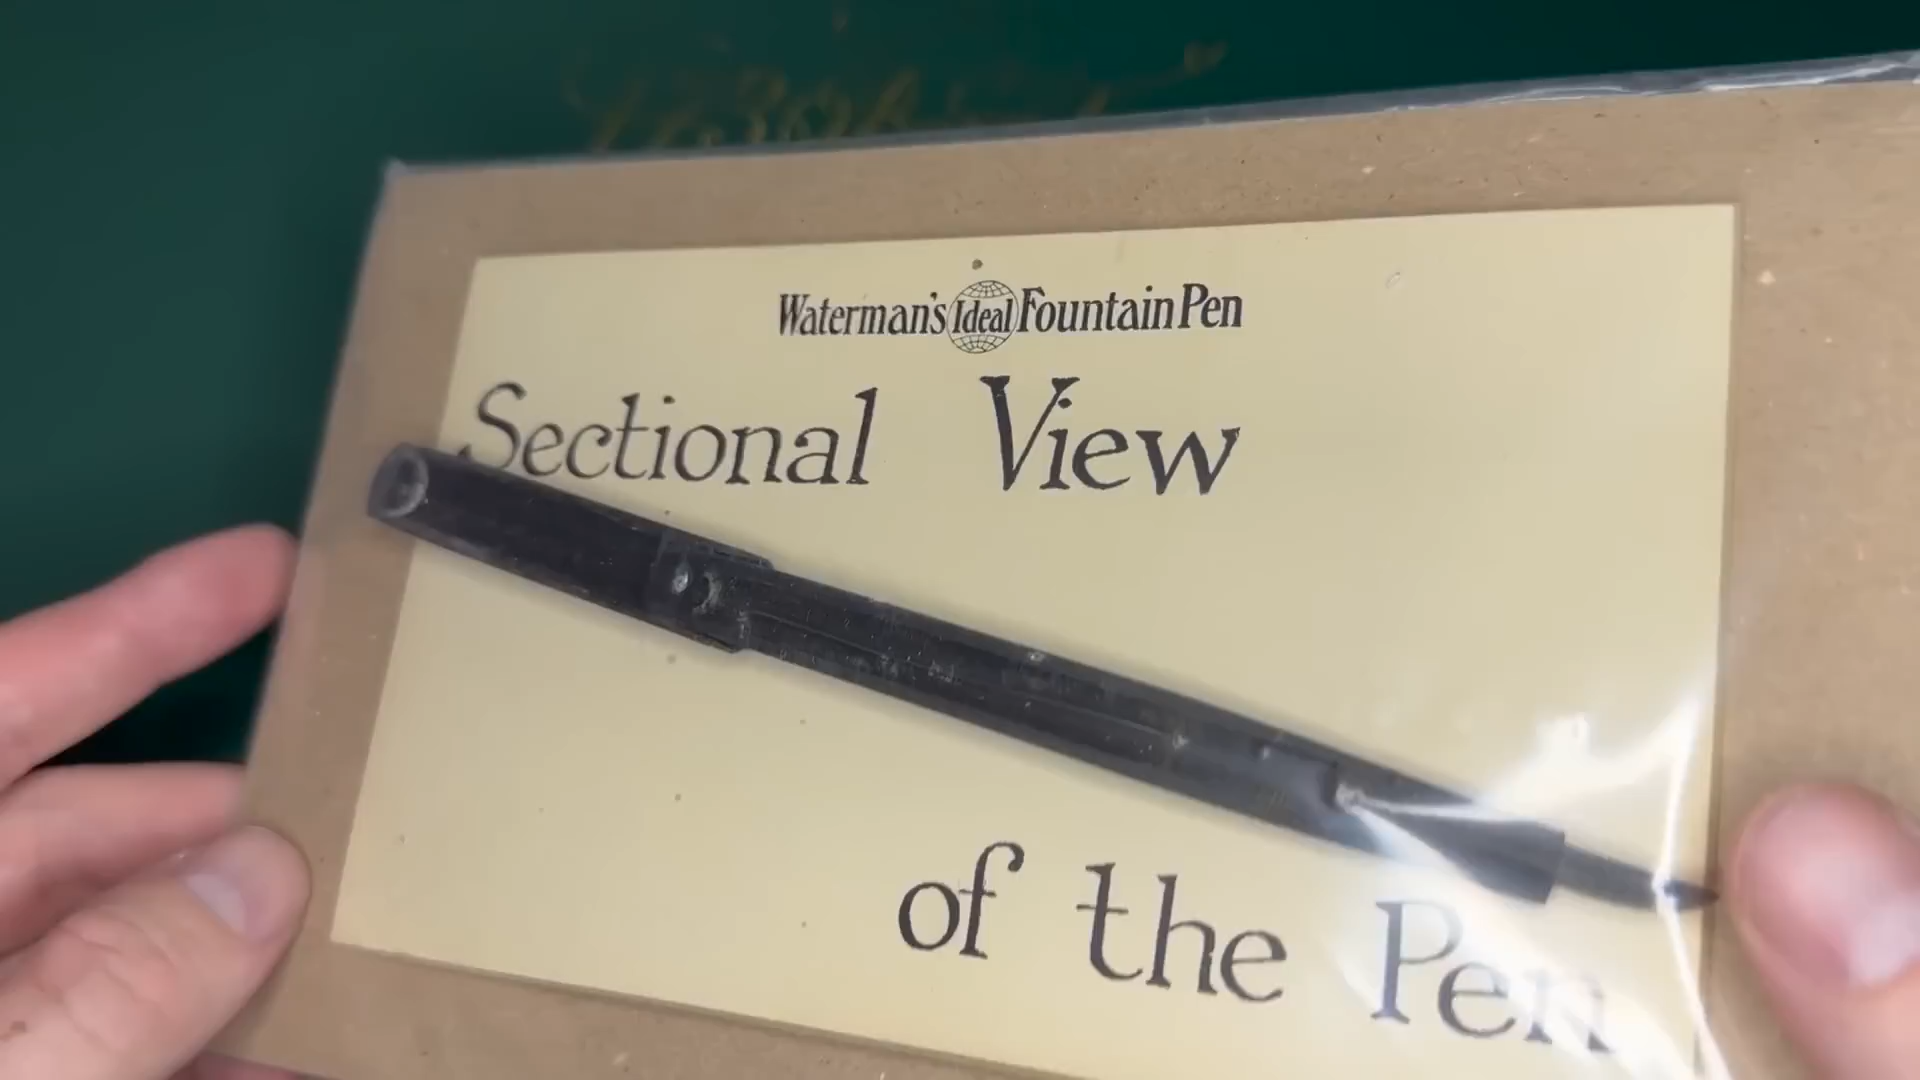 Waterman's Ideal Fountain Pen
Sectional View
of the Pen